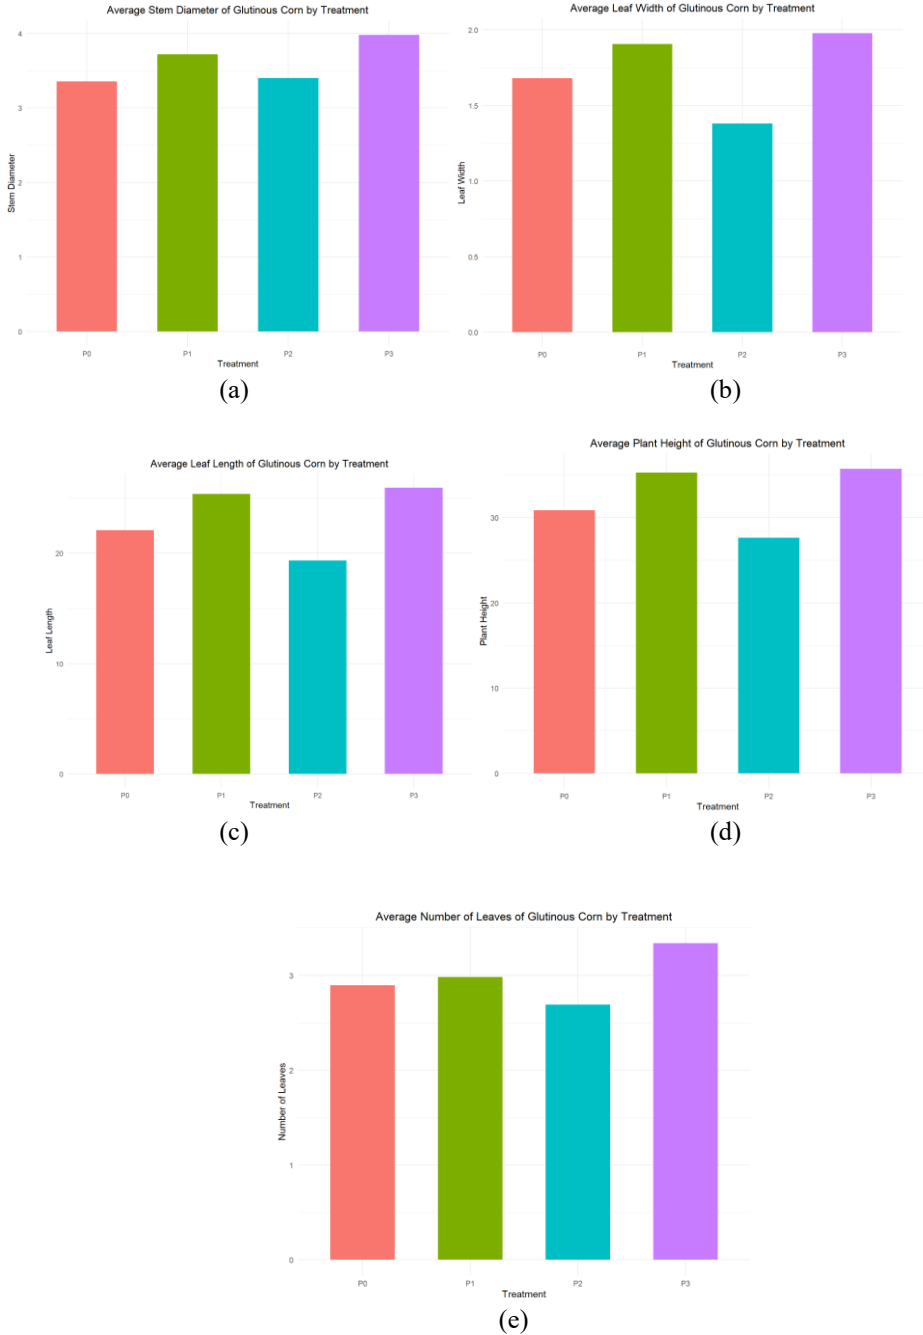 Average Stem Diameter of Glutinous Corn by Treatment
4
3
2
1
0
Stem Diameter
P0 P1 P2 P3
Treatment
(a)
Average Leaf Width of Glutinous Corn by Treatment
2.0
1.5
1.0
0.5
0.0
Leaf Width
P0 P1 P2 P3
Treatment
(b)
Average Leaf Length of Glutinous Corn by Treatment
20
10
0
Leaf Length
P0 P1 P2 P3
Treatment
(c)
Average Plant Height of Glutinous Corn by Treatment
30
20
10
0
Plant Height
P0 P1 P2 P3
Treatment
(d)
Average Number of Leaves of Glutinous Corn by Treatment
3
2
1
0
Number of Leaves
P0 P1 P2 P3
Treatment
(e)